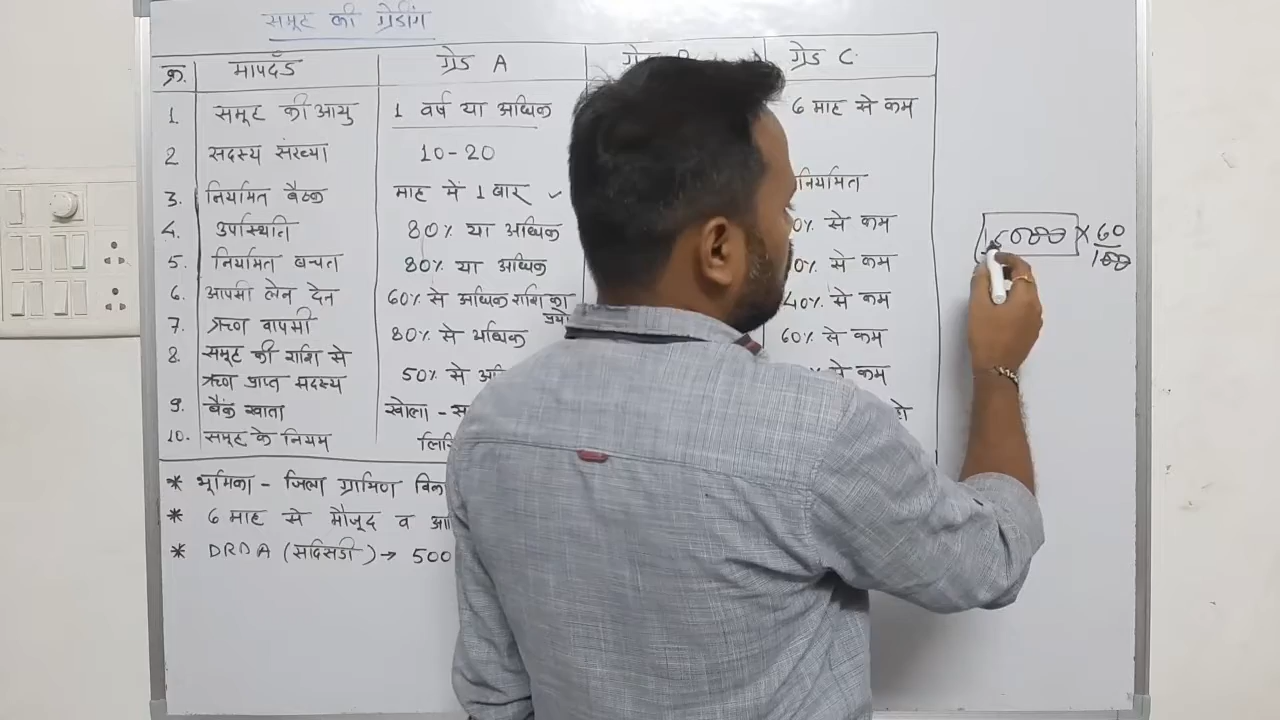 समूह की ग्रेडींग
क्र. मापदंड ग्रेड A ग्रेड C
1 समूह की आयु 1 वर्ष या अधिक 6 माह से कम
2 सदस्य संख्या 10-20
3. नियमित बैठक माह में 1 बार ✓ नियमित
4. उपस्थिति 80% या अधिक 0% से कम
5. नियमित बचत 80% या अधिक 0% से कम
6. आपसी लेन देन 60% से अधिक राशि का 40% से कम
7. ऋण वापसी 80% से अधिक 60% से कम
8. समूह की राशि से
ऋण प्राप्त सदस्य 50% से से कम
9. बैंक खाता खोला -
10. समूह के नियम
* भूमिका - जिला ग्रामिण
* 6 माह से मौजूद व
* DRDA (सब्सिडी) → 500
× 60
100